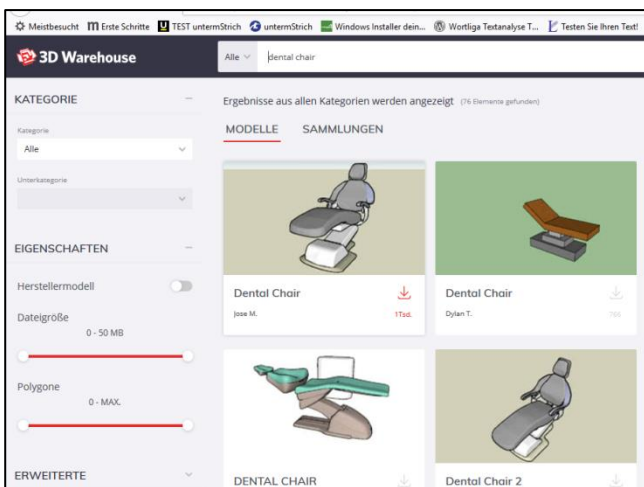 Meistbesucht Erste Schritte TEST untermStrich untermStrich Windows Installer dein... Wortliga Textanalyse T... Testen Sie Ihren Text!
3D Warehouse Alle dental chair
KATEGORIE
Kategorie
Alle
Unterkategorie
EIGENSCHAFTEN
Herstellermodell
Dateigröße
0 - 50 MB
Polygone
0 - MAX.
ERWEITERTE
Ergebnisse aus allen Kategorien werden angezeigt (76 Elemente gefunden)
MODELLE SAMMLUNGEN
Dental Chair
Jose M. 1Tsd.
Dental Chair
Dylan T.
DENTAL CHAIR
Dental Chair 2